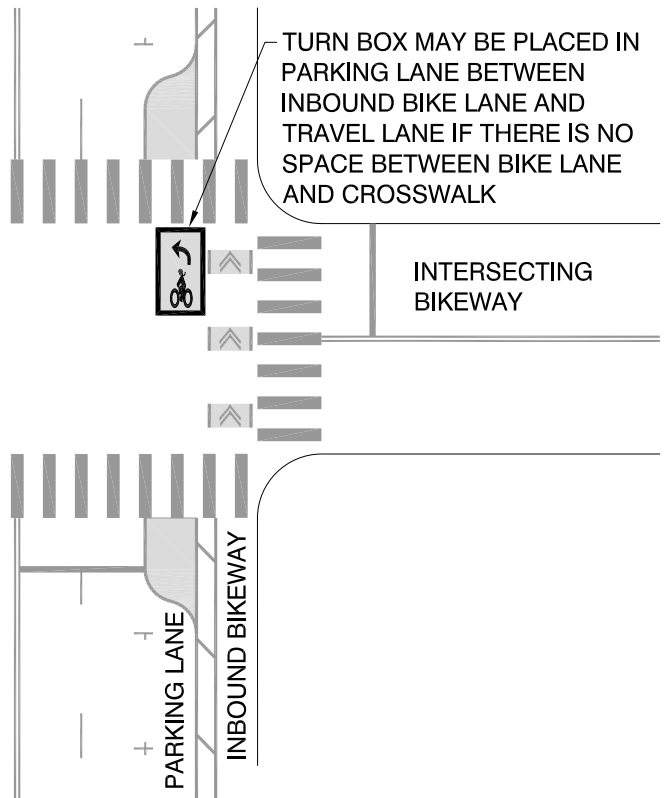 TURN BOX MAY BE PLACED IN
PARKING LANE BETWEEN
INBOUND BIKE LANE AND
TRAVEL LANE IF THERE IS NO
SPACE BETWEEN BIKE LANE
AND CROSSWALK
INTERSECTING
BIKEWAY
PARKING LANE
INBOUND BIKEWAY